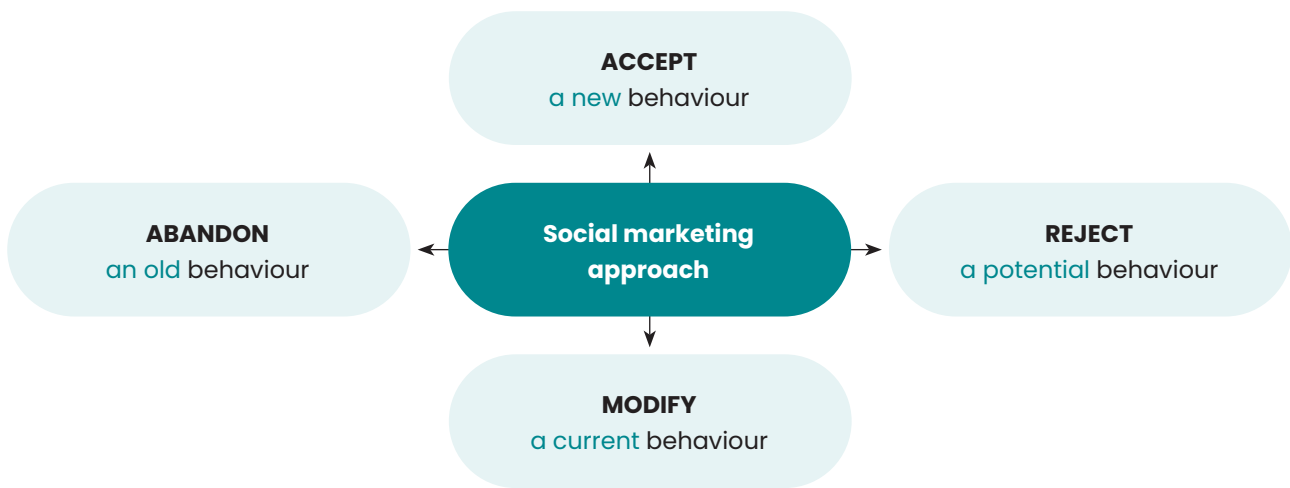 ACCEPT
a new behaviour
ABANDON
an old behaviour
Social marketing
approach
REJECT
a potential behaviour
MODIFY
a current behaviour